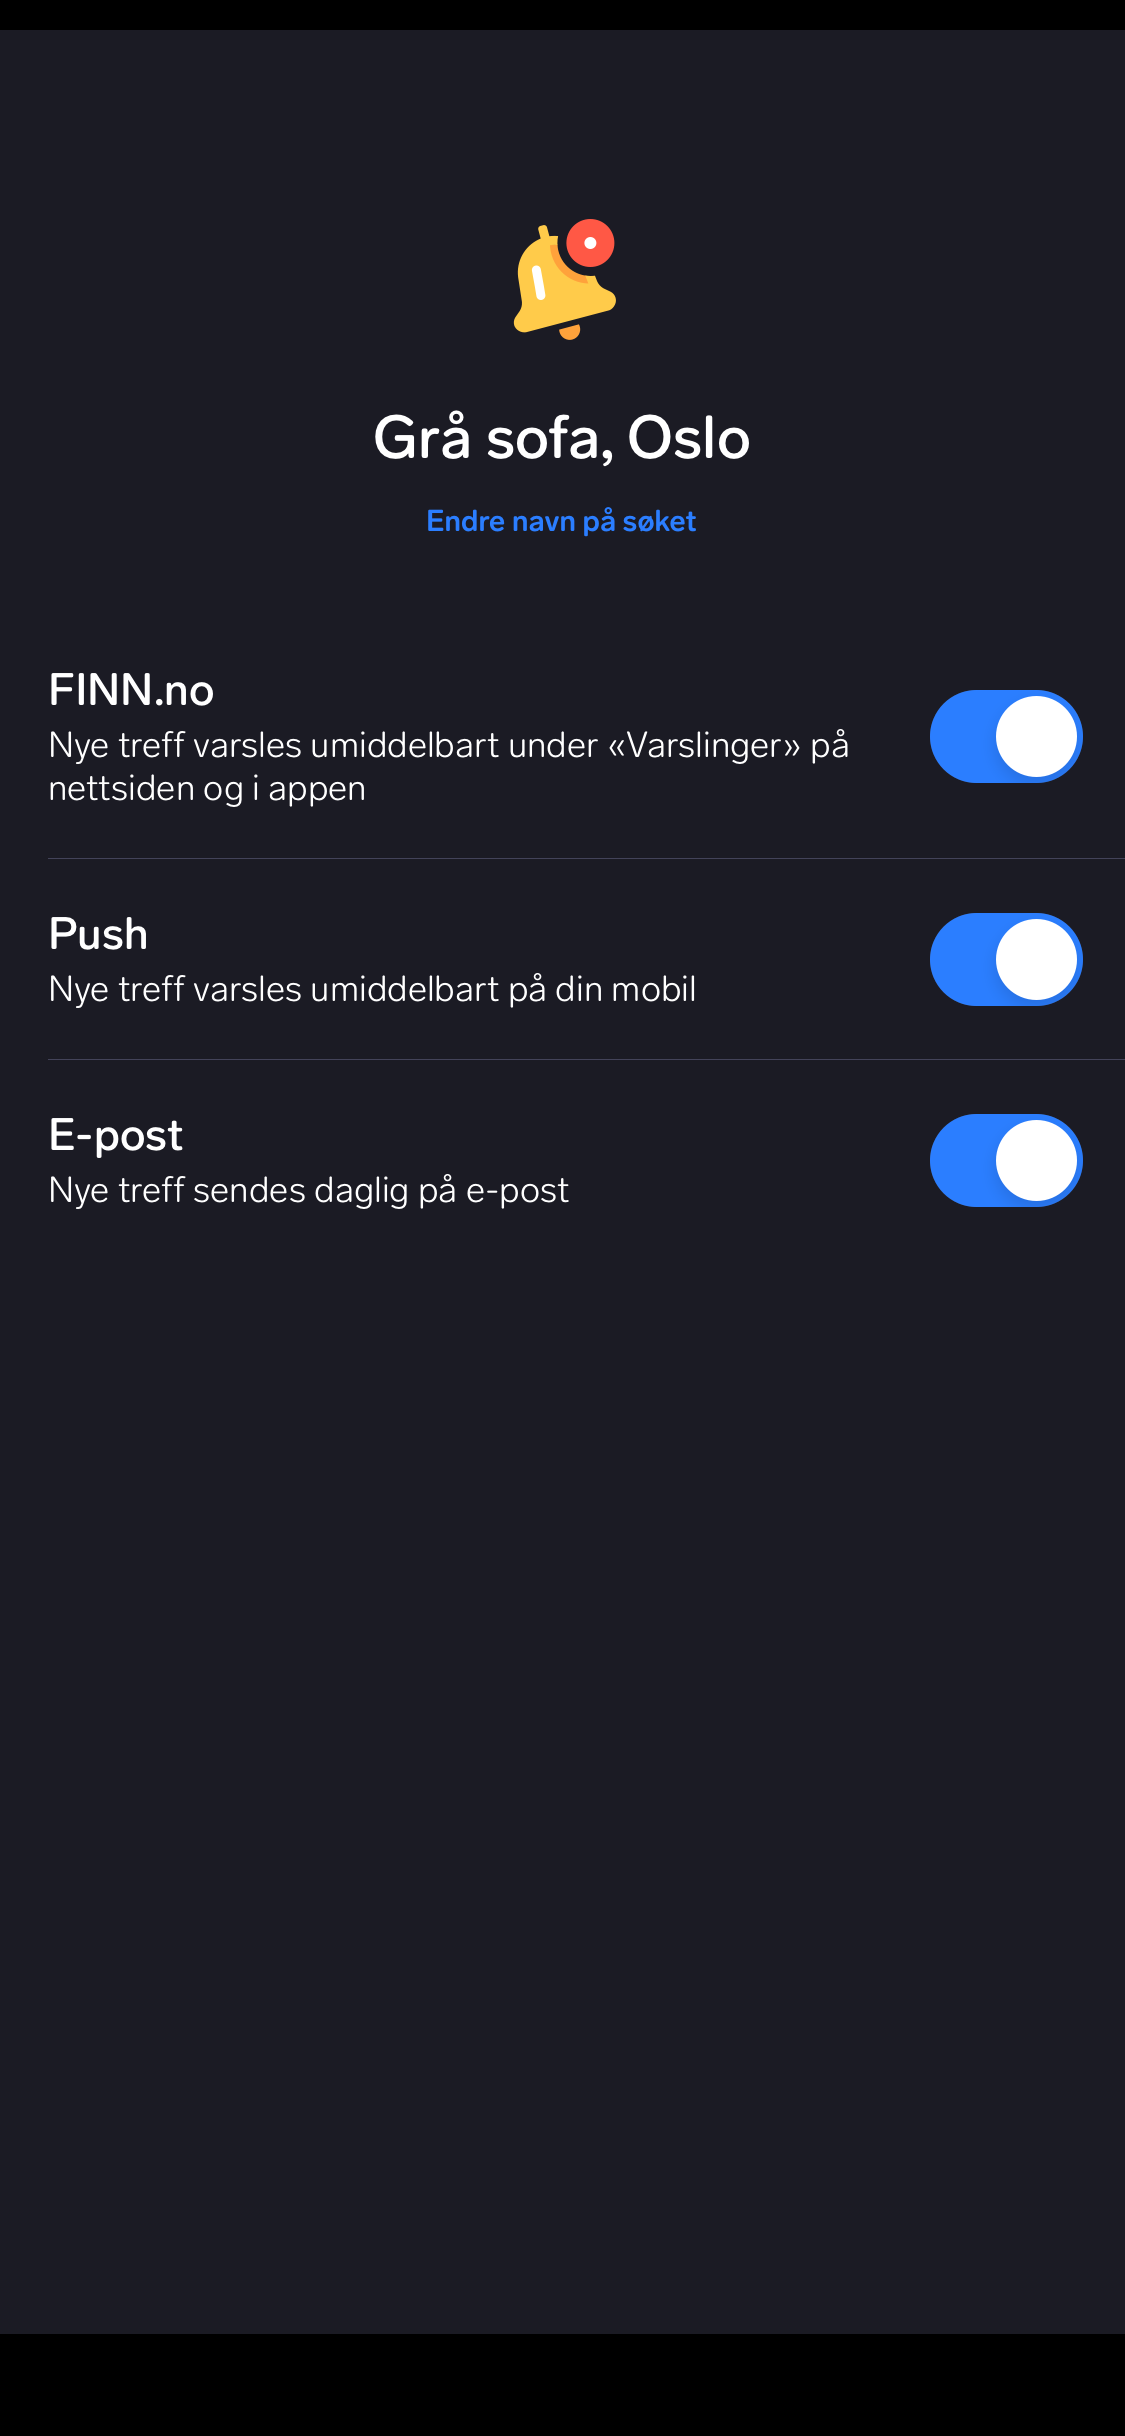 Grå sofa, Oslo
Endre navn på søket
FINN.no
Nye treff varsles umiddelbart under «Varslinger» på
nettsiden og i appen
Push
Nye treff varsles umiddelbart på din mobil
E-post
Nye treff sendes daglig på e-post